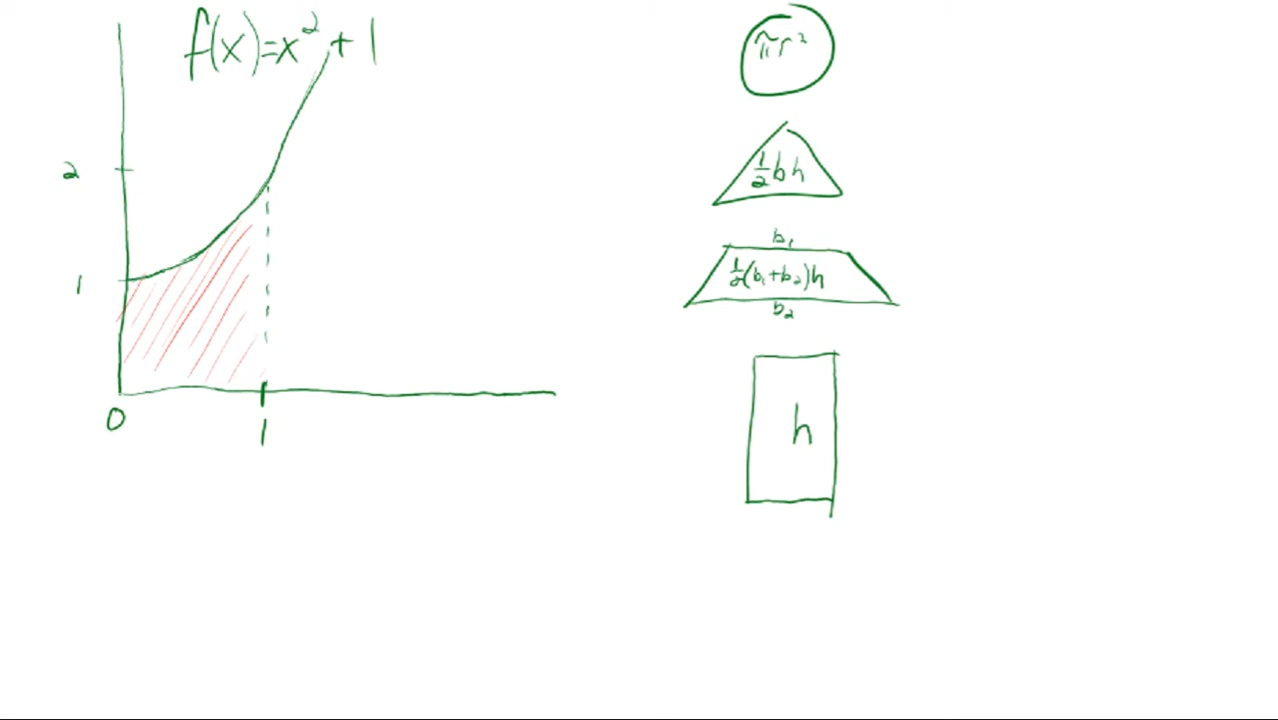 f(x)=x²+1
2
1
0
1
πr²
½bh
b₁
½(b₁+b₂)h
b₂
h